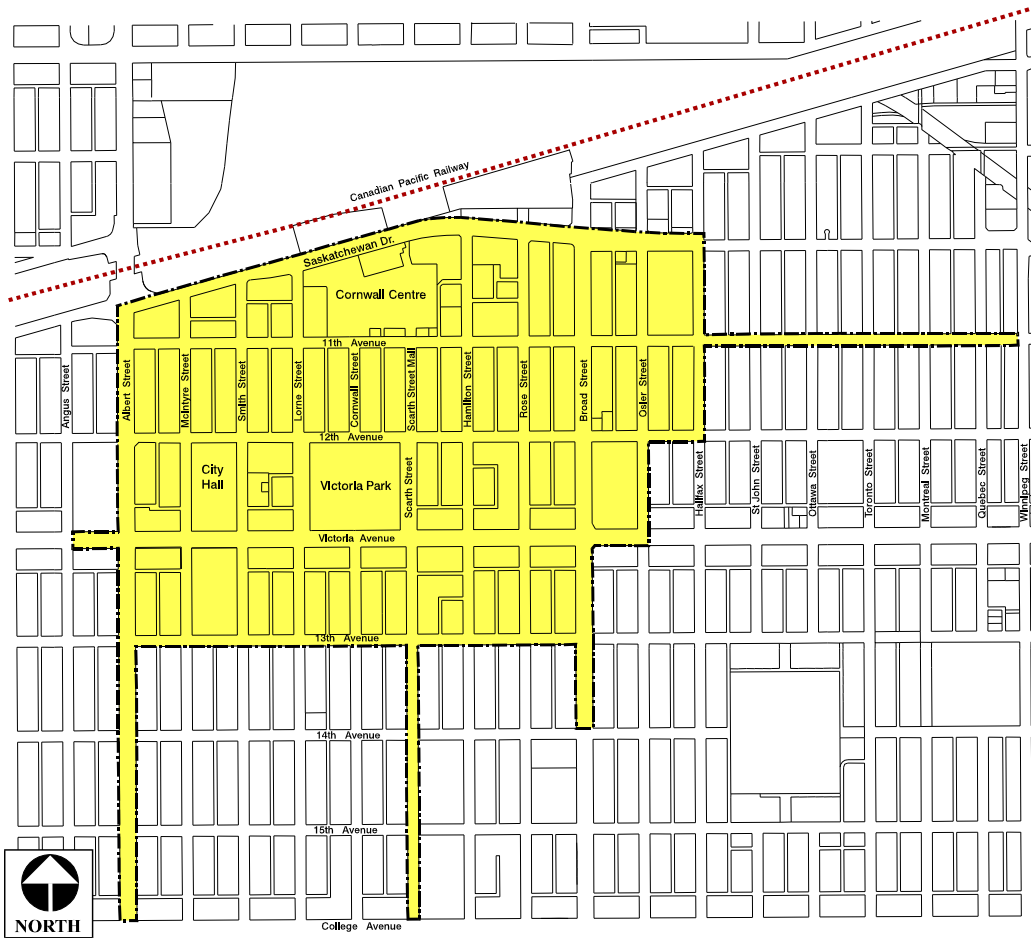 Canadian Pacific Railway
Saskatchewan Dr.
Cornwall Centre
11th Avenue
Angus Street
Albert Street
McIntyre Street
Smith Street
Lorne Street
Cornwall Street
Scarth Street Mall
Hamilton Street
Rose Street
Broad Street
Osler Street
12th Avenue
City
Hall
Victoria Park
Scarth Street
Halifax Street
St John Street
Ottawa Street
Toronto Street
Montreal Street
Quebec Street
Winnipeg Street
Victoria Avenue
13th Avenue
14th Avenue
15th Avenue
College Avenue
NORTH